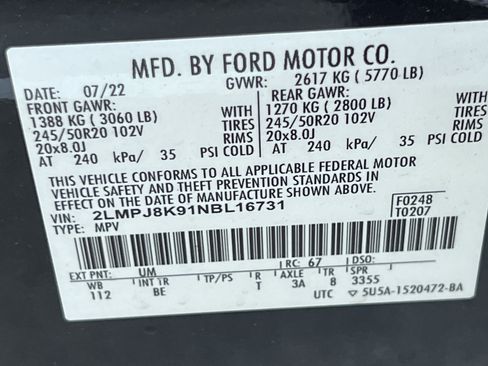 MFD. BY FORD MOTOR CO.
DATE: 07/22 GVWR: 2617 KG ( 5770 LB)
FRONT GAWR: REAR GAWR:
1388 KG ( 3060 LB) WITH 1270 KG ( 2800 LB) WITH
245/50R20 102V TIRES 245/50R20 102V TIRES
20x8.0J RIMS 20x8.0J RIMS
AT 240 kPa/ 35 PSI COLD AT 240 kPa/ 35 PSI COLD
THIS VEHICLE CONFORMS TO ALL APPLICABLE FEDERAL MOTOR
VEHICLE SAFETY BUMPER, AND THEFT PREVENTION STANDARDS IN
EFFECT ON THE DATE OF MANUFACTURE SHOWN ABOVE.
VIN: 2LMPJ8K91NBL16731 F0248
TYPE: MPV T0207
EXT PNT: UM RC: 67 DSO:
WB INT TR TP/PS R AXLE TR SPR
112 BE T 3A 8 3355
UTC ▽ 5U5A-1520472-BA